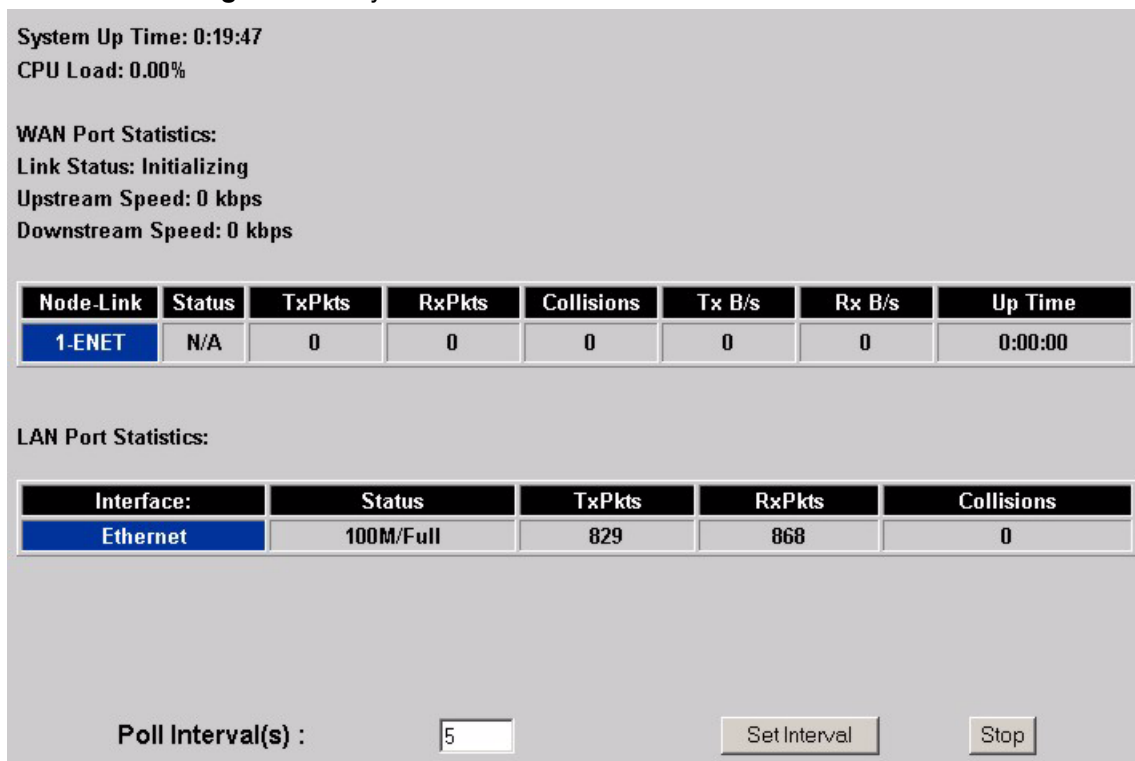 System Up Time: 0:19:47
CPU Load: 0.00%
WAN Port Statistics:
Link Status: Initializing
Upstream Speed: 0 kbps
Downstream Speed: 0 kbps
Node-Link Status TxPkts RxPkts Collisions Tx B/s Rx B/s Up Time
1-ENET N/A 0 0 0 0 0 0:00:00
LAN Port Statistics:
Interface: Status TxPkts RxPkts Collisions
Ethernet 100M/Full 829 868 0
Poll Interval(s) : 5 Set Interval Stop